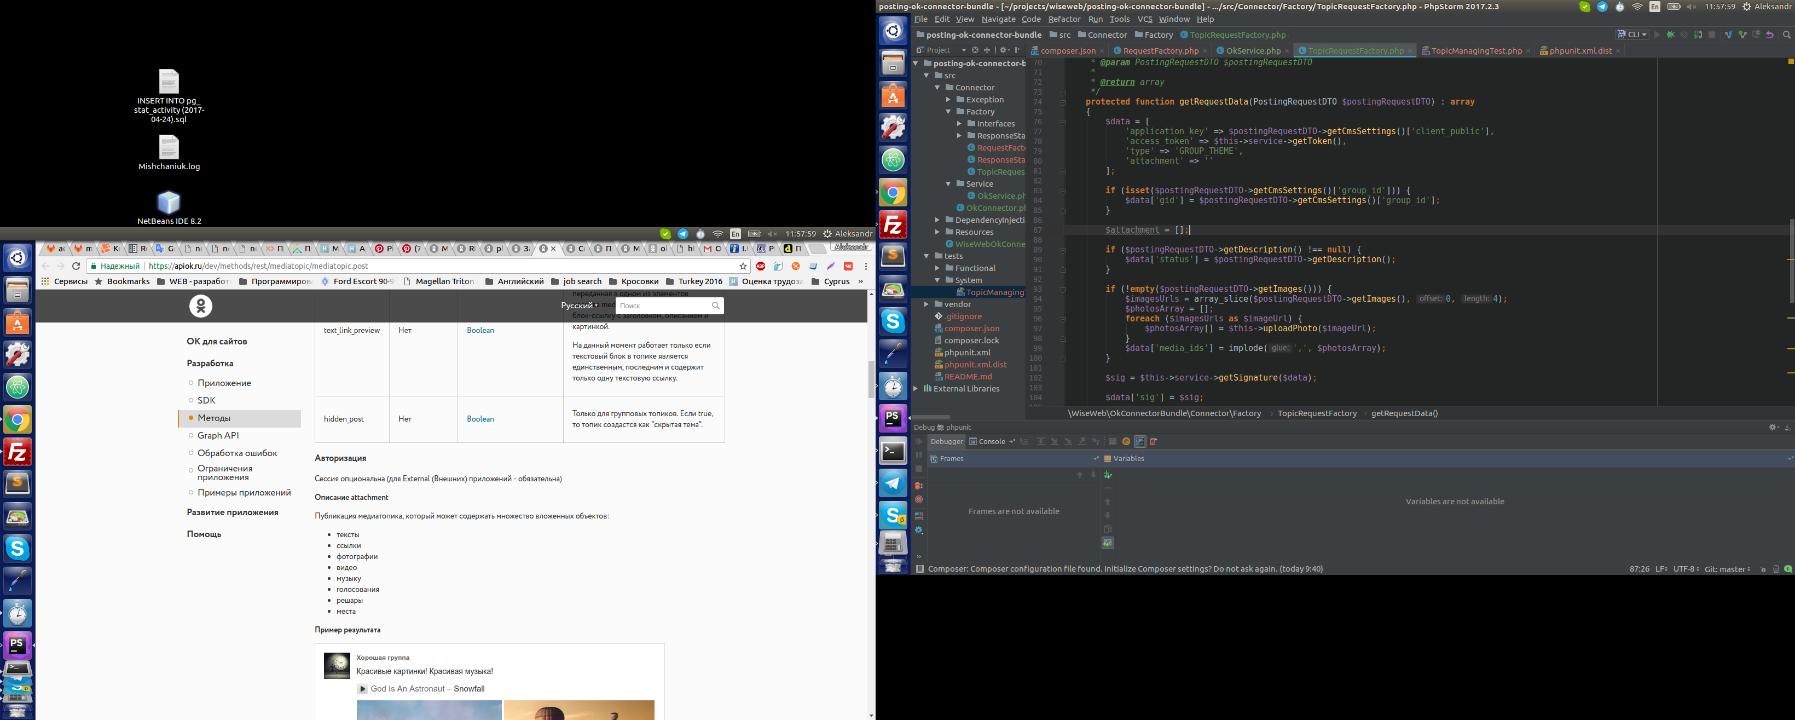 INSERT INTO pg_
stat_activity (2017-
04-24).sql
Mishchaniuk.log
NetBeans IDE 8.2
En
11:57:59
Aleksandr
Надежный
https://apiok.ru/dev/methods/rest/mediatopic/mediatopic.post
Сервисы
Bookmarks
WEB - разработ
Программиро
Ford Escort 90-9
Magellan Triton
Английский
job search
Кросовки
Turkey 2016
Оценка трудоз
Cyprus
Русский
Поиск
ОК для сайтов
Разработка
Приложение
SDK
Методы
Graph API
Обработка ошибок
Ограничения
приложения
Примеры приложений
Развитие приложения
Помощь
блок-ссылку с заголовком, описанием и
картинкой.
text_link_preview
Нет
Boolean
На данный момент работает только если
текстовый блок в топике является
единственным, последним и содержит
только одну текстовую ссылку.
hidden_post
Нет
Boolean
Только для групповых топиков. Если true,
то топик создастся как "скрытая тема".
Авторизация
Сессия опциональна (для External (Внешних) приложений - обязательна)
Описание attachment
Публикация медиатопика, который может содержать множество вложенных объектов:
тексты
ссылки
фотографии
видео
музыку
голосования
решары
места
Пример результата
Хорошая группа
Красивые картинки! Красивая музыка!
God Is An Astronaut – Snowfall
posting-ok-connector-bundle - [~/projects/wiseweb/posting-ok-connector-bundle] - .../src/Connector/Factory/TopicRequestFactory.php - PhpStorm 2017.2.3
En
11:57:59
Aleksandr
File Edit View Navigate Code Refactor Run Tools VCS Window Help
posting-ok-connector-bundle
src
Connector
Factory
TopicRequestFactory.php
CLI
Project
composer.json
RequestFactory.php
OkService.php
TopicRequestFactory.php
TopicManagingTest.php
phpunit.xml.dist
posting-ok-connector-b
src
Connector
Exception
Factory
Interfaces
ResponseSta
RequestFact
ResponseSta
TopicReques
Service
OkService.ph
OkConnector.pl
DependencyInjecti
Resources
WiseWebOkConne
tests
Functional
System
TopicManaging
vendor
.gitignore
composer.json
composer.lock
phpunit.xml
phpunit.xml.dist
README.md
External Libraries
70 * @param PostingRequestDTO $postingRequestDTO
71 *
72 * @return array
73 */
74 protected function getRequestData(PostingRequestDTO $postingRequestDTO) : array
75 {
76 $data = [
77 'application_key' => $postingRequestDTO->getCmsSettings()['client_public'],
78 'access_token' => $this->service->getToken(),
79 'type' => 'GROUP_THEME',
80 'attachment' => ''
81 ];
82
83 if (isset($postingRequestDTO->getCmsSettings()['group_id'])) {
84 $data['gid'] = $postingRequestDTO->getCmsSettings()['group_id'];
85 }
86
87 $attachment = [];
88
89 if ($postingRequestDTO->getDescription() !== null) {
90 $data['status'] = $postingRequestDTO->getDescription();
91 }
92
93 if (!empty($postingRequestDTO->getImages())) {
94 $imagesUrls = array_slice($postingRequestDTO->getImages(), offset: 0, length: 4);
95 $photosArray = [];
96 foreach ($imagesUrls as $imageUrl) {
97 $photosArray[] = $this->uploadPhoto($imageUrl);
98 }
99 $data['media_ids'] = implode( glue: ',', $photosArray);
100 }
101
102 $sig = $this->service->getSignature($data);
103
104 $data['sig'] = $sig;
\WiseWeb\OkConnectorBundle\Connector\Factory
TopicRequestFactory
getRequestData()
Debug
phpunit
Debugger
Console
Frames
Variables
Frames are not available
Variables are not available
Composer: Composer configuration file found. Initialize Composer settings? Do not ask again. (today 9:40)
87:26
LF
UTF-8
Git: master